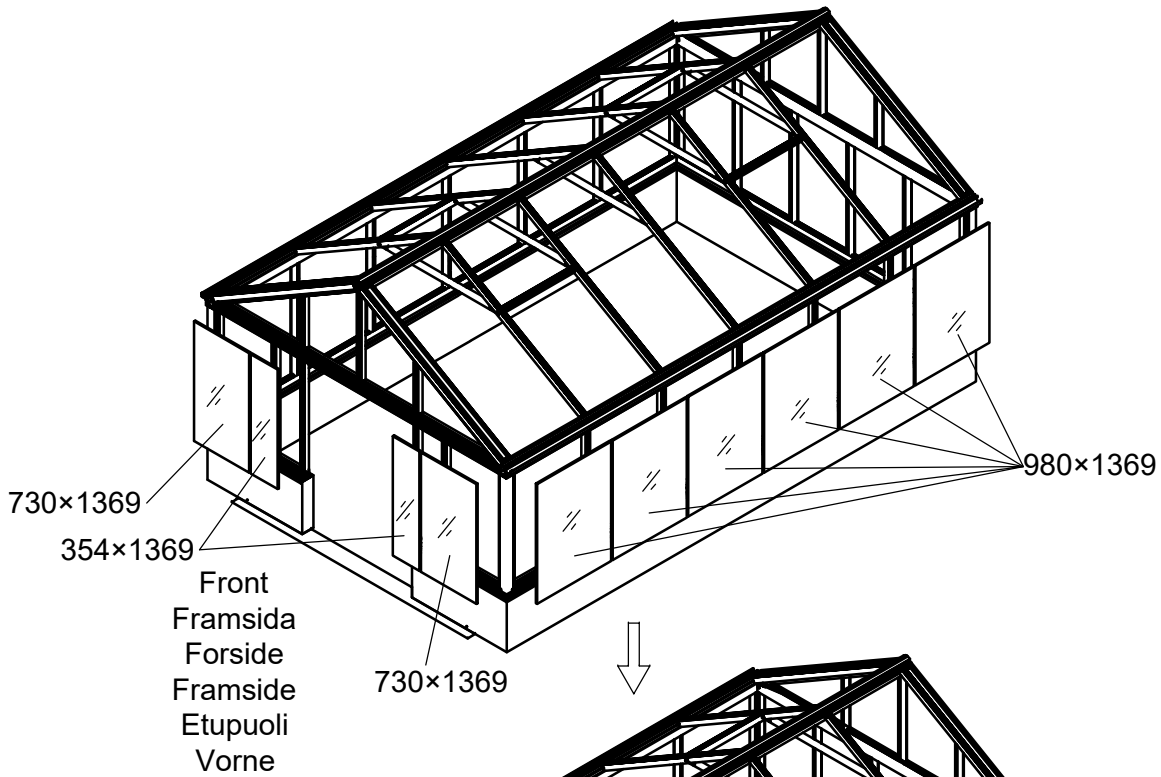 980×1369
730×1369
354×1369
Front
Framsida
Forside
Framside
Etupuoli
Vorne
730×1369